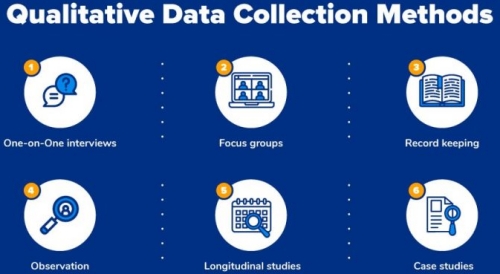 Qualitative Data Collection Methods
1
2
3
One-on-One interviews
Focus groups
Record keeping
4
5
6
Observation
Longitudinal studies
Case studies